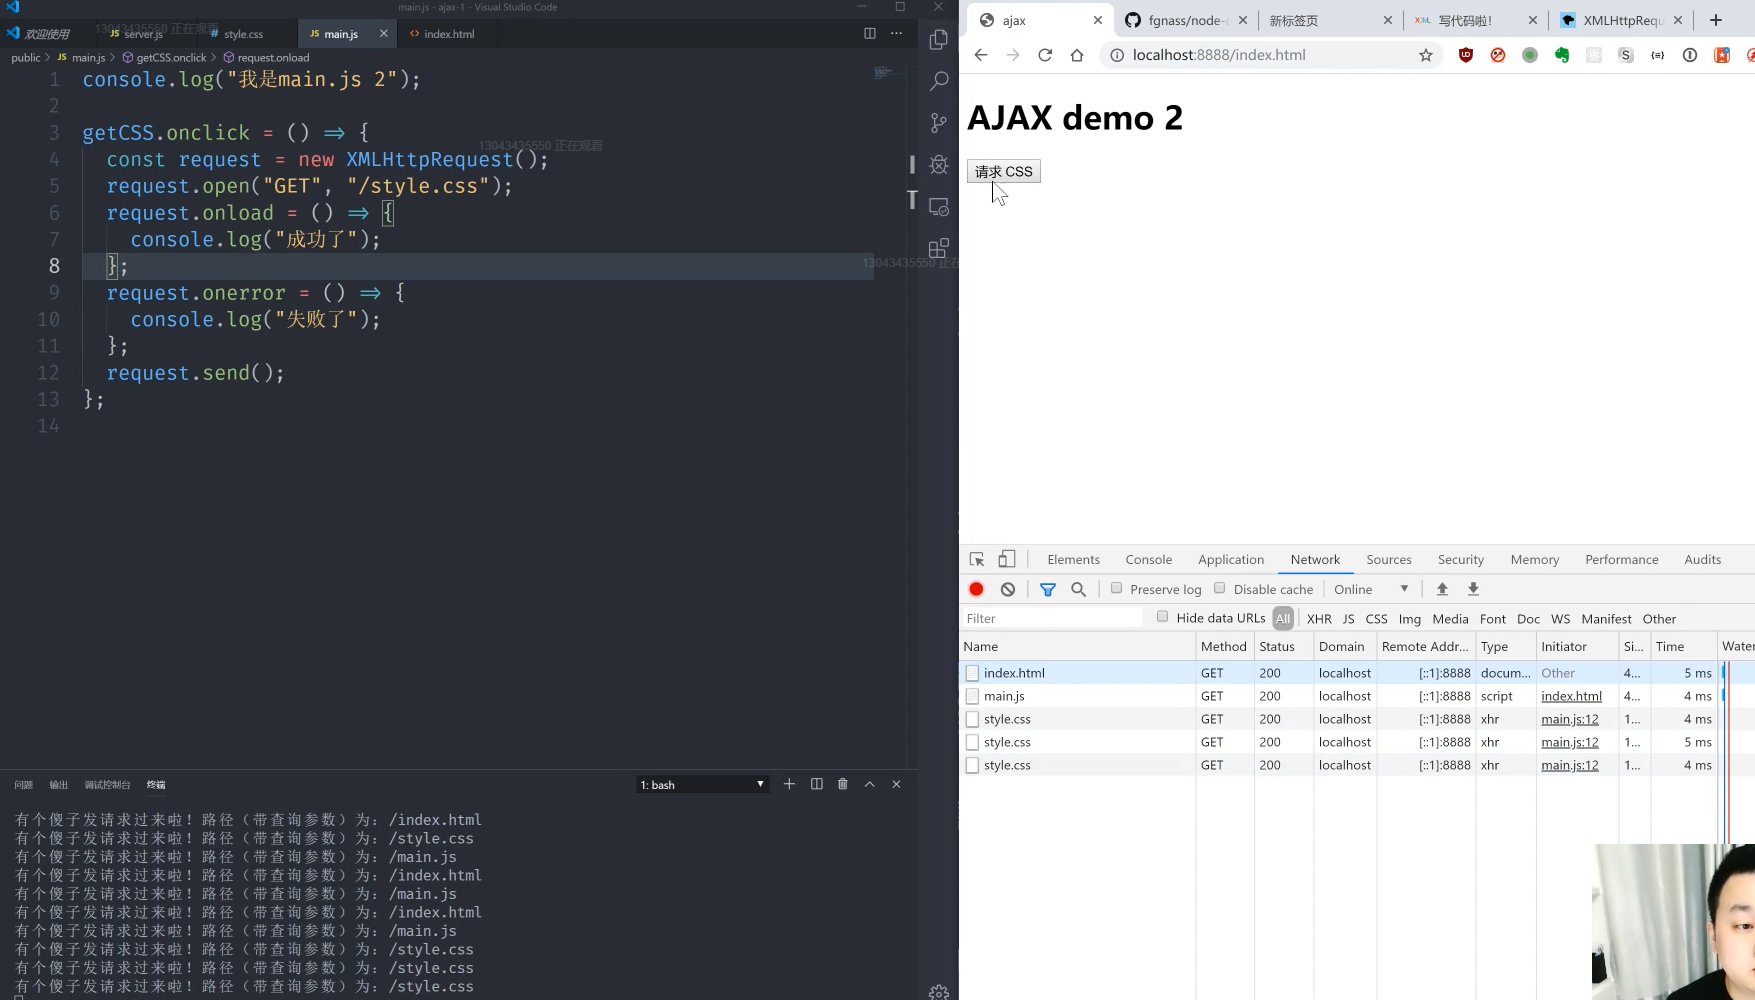 main.js - ajax-1 - Visual Studio Code
欢迎使用
server.js
style.css
main.js
index.html
13043435550 正在观看
public > main.js > getCSS.onclick > request.onload
1 console.log("我是main.js 2");
2
3 getCSS.onclick = () => {
13043435550 正在观看
4 const request = new XMLHttpRequest();
5 request.open("GET", "/style.css");
6 request.onload = () => {
7 console.log("成功了");
8 };
13043435550 正在
9 request.onerror = () => {
10 console.log("失败了");
11 };
12 request.send();
13 };
14
问题 输出 调试控制台 终端 1: bash
有个傻子发请求过来啦！路径（带查询参数）为：/index.html
有个傻子发请求过来啦！路径（带查询参数）为：/style.css
有个傻子发请求过来啦！路径（带查询参数）为：/main.js
有个傻子发请求过来啦！路径（带查询参数）为：/index.html
有个傻子发请求过来啦！路径（带查询参数）为：/main.js
有个傻子发请求过来啦！路径（带查询参数）为：/index.html
有个傻子发请求过来啦！路径（带查询参数）为：/main.js
有个傻子发请求过来啦！路径（带查询参数）为：/style.css
有个傻子发请求过来啦！路径（带查询参数）为：/style.css
有个傻子发请求过来啦！路径（带查询参数）为：/style.css
ajax
fgnass/node-
新标签页
写代码啦！
XMLHttpRequ
localhost:8888/index.html
AJAX demo 2
请求 CSS
Elements Console Application Network Sources Security Memory Performance Audits
Preserve log Disable cache Online
Filter Hide data URLs All XHR JS CSS Img Media Font Doc WS Manifest Other
Name Method Status Domain Remote Addr... Type Initiator Si... Time Water
index.html GET 200 localhost [::1]:8888 docum... Other 4... 5 ms
main.js GET 200 localhost [::1]:8888 script index.html 4... 4 ms
style.css GET 200 localhost [::1]:8888 xhr main.js:12 1... 4 ms
style.css GET 200 localhost [::1]:8888 xhr main.js:12 1... 5 ms
style.css GET 200 localhost [::1]:8888 xhr main.js:12 1... 4 ms